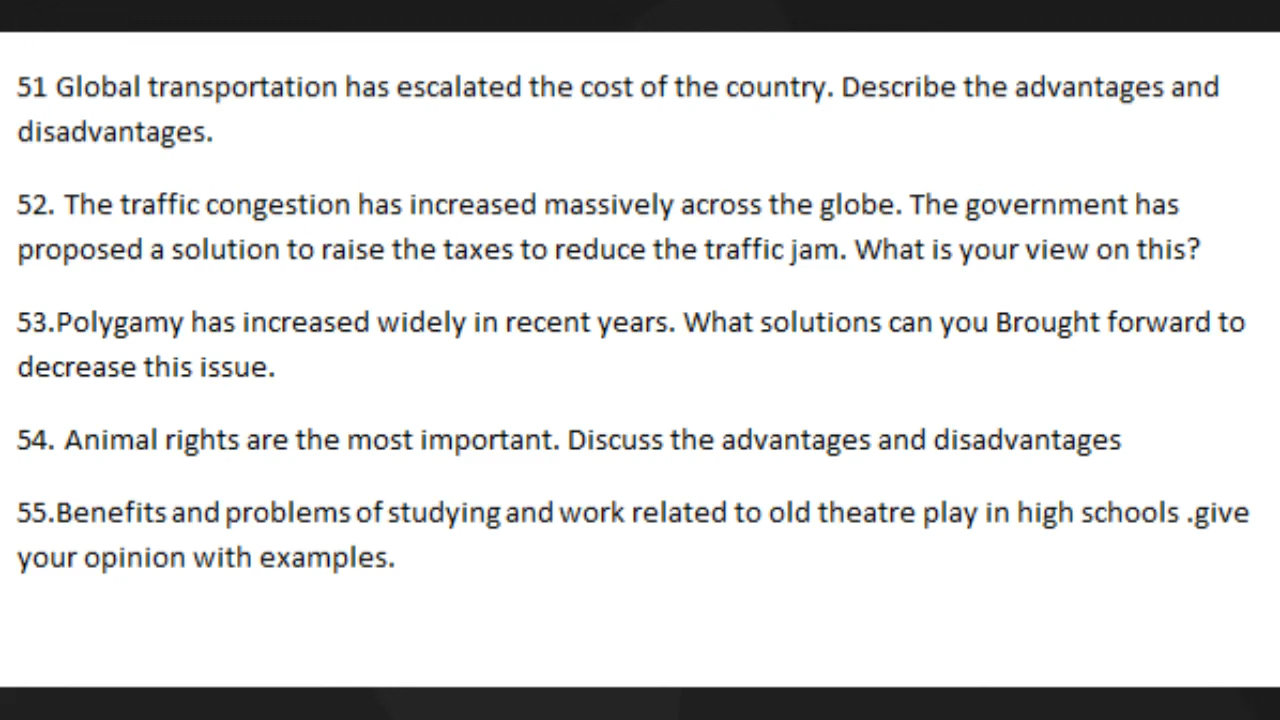 51 Global transportation has escalated the cost of the country. Describe the advantages and
disadvantages.
52. The traffic congestion has increased massively across the globe. The government has
proposed a solution to raise the taxes to reduce the traffic jam. What is your view on this?
53.Polygamy has increased widely in recent years. What solutions can you Brought forward to
decrease this issue.
54. Animal rights are the most important. Discuss the advantages and disadvantages
55.Benefits and problems of studying and work related to old theatre play in high schools .give
your opinion with examples.